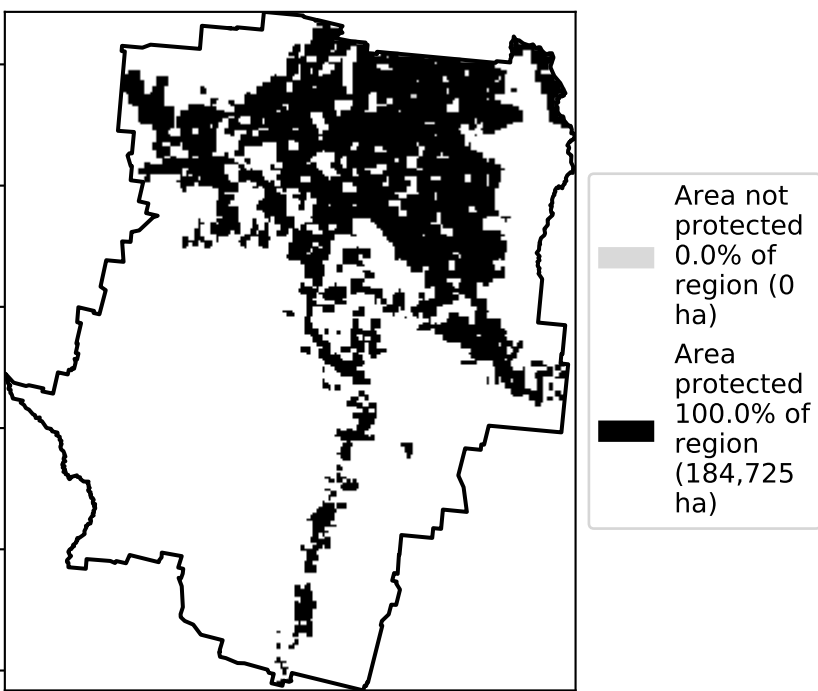 Area not
protected
0.0% of
region (0
ha)
Area
protected
100.0% of
region
(184,725
ha)